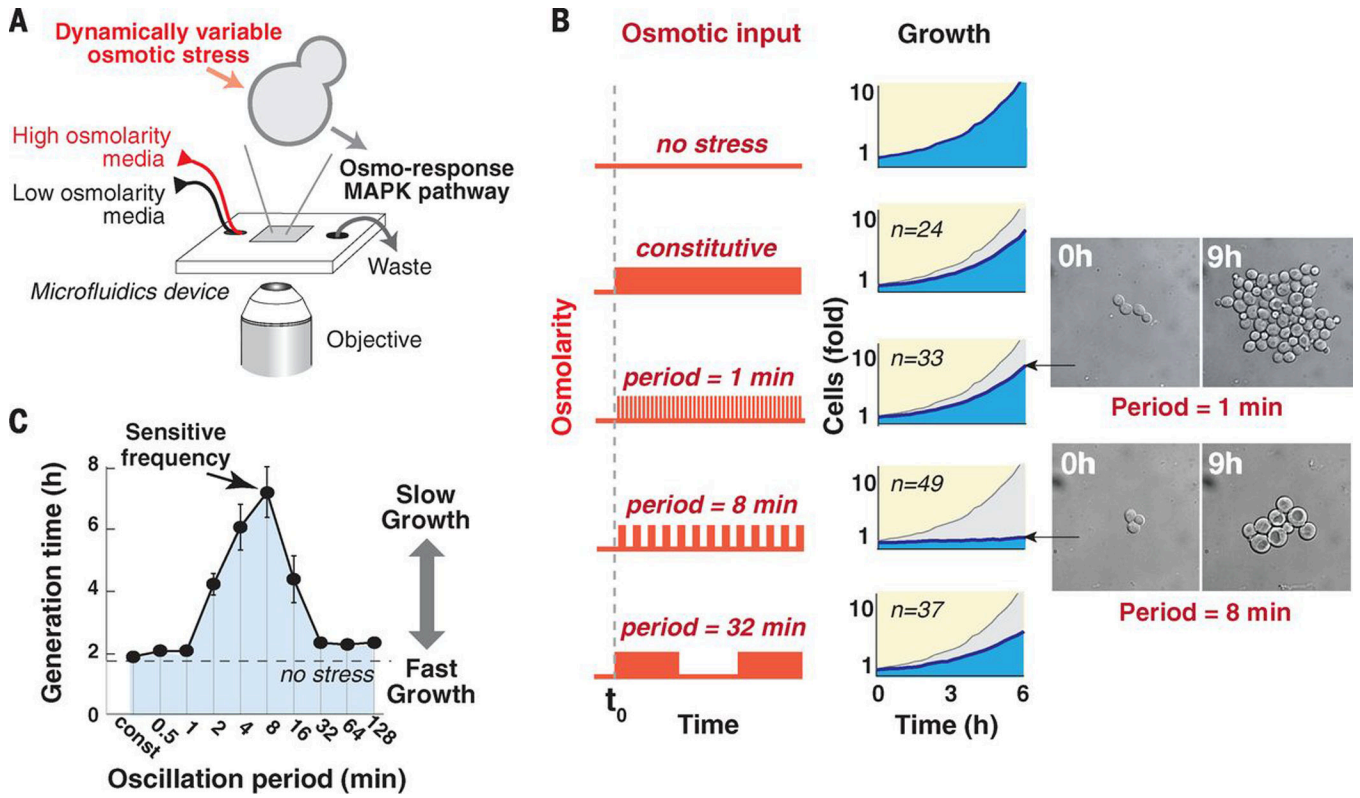 A
Dynamically variable
osmotic stress
High osmolarity
media
Low osmolarity
media
Osmo-response
MAPK pathway
Waste
Microfluidics device
Objective
B
Osmotic input
Growth
Osmolarity
no stress
constitutive
period = 1 min
period = 8 min
period = 32 min
t0
Time
Cells (fold)
10
1
10
n=24
1
10
n=33
1
10
n=49
1
10
n=37
1
0 3 6
Time (h)
0h 9h
Period = 1 min
0h 9h
Period = 8 min
C
Sensitive
frequency
Generation time (h)
8
6
4
2
0
no stress
Slow
Growth
Fast
Growth
const 0.5 1 2 4 8 16 32 64 128
Oscillation period (min)